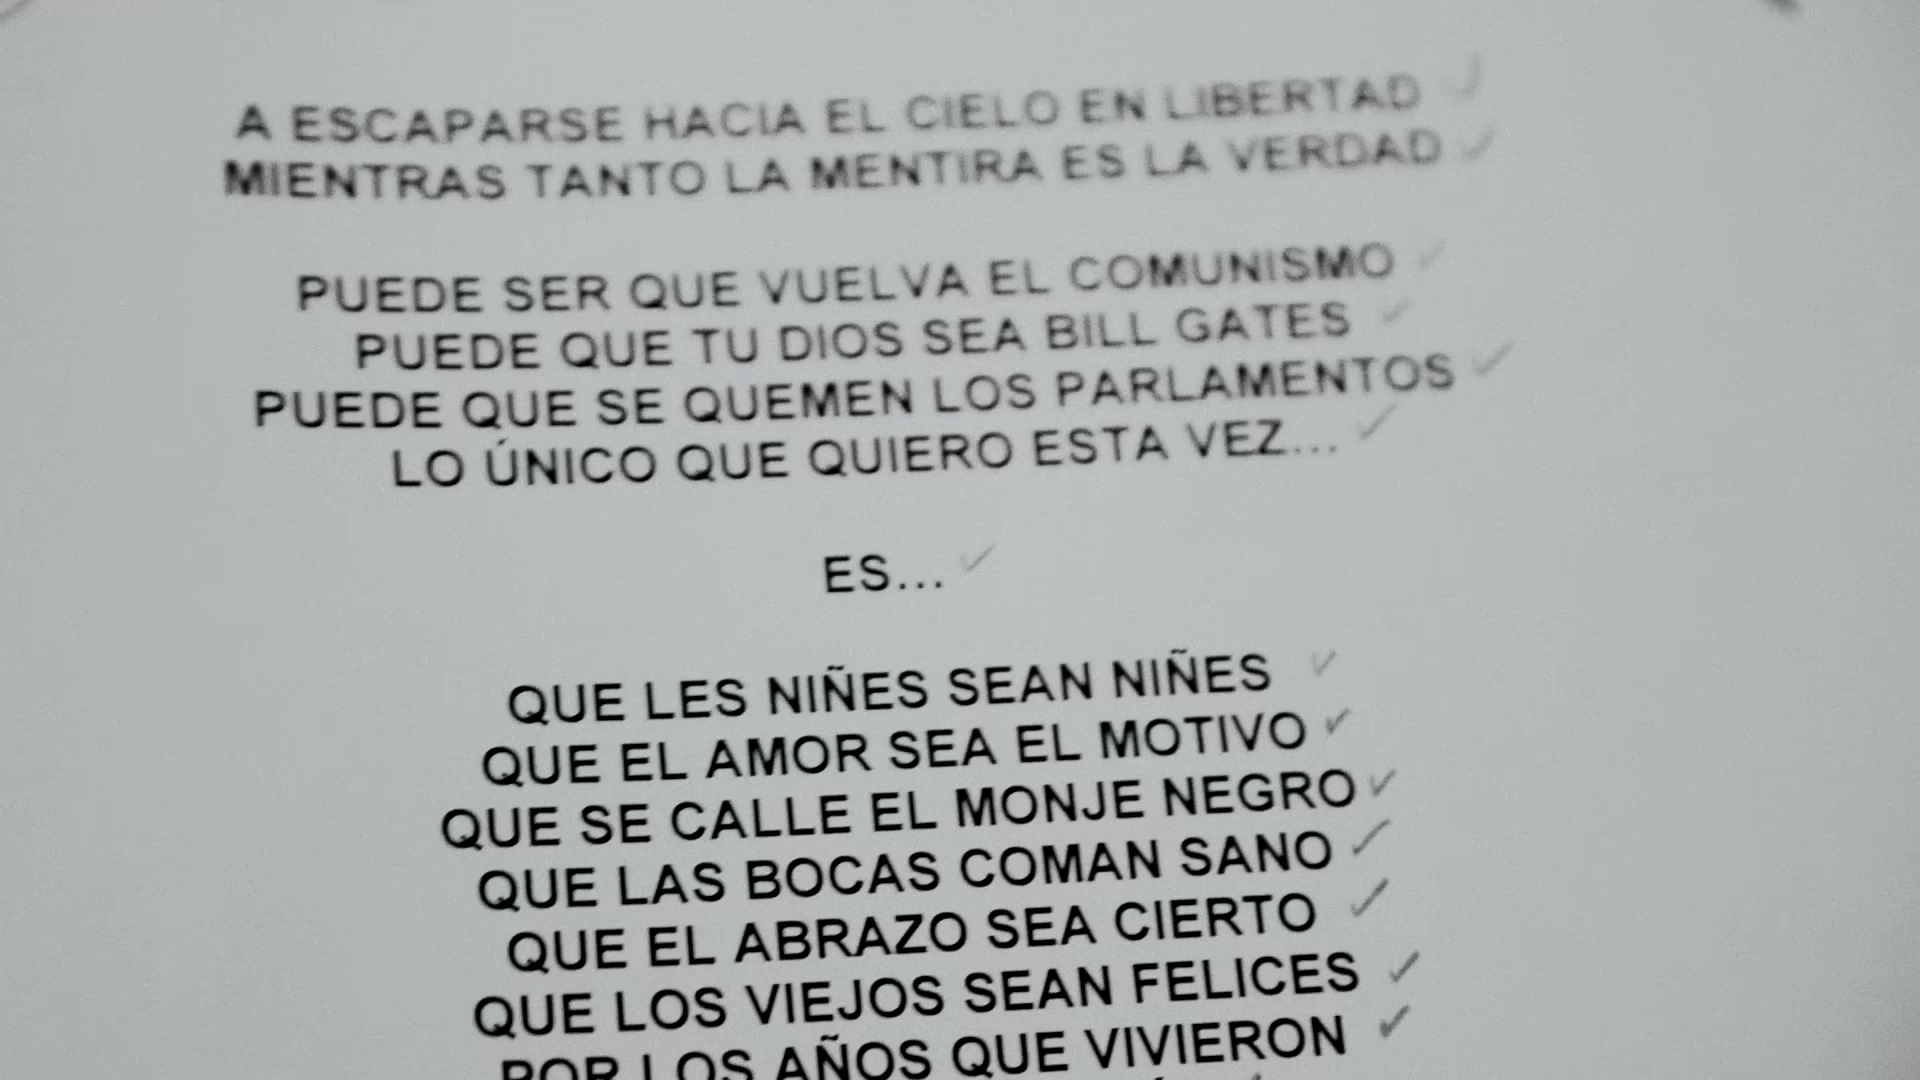 A ESCAPARSE HACIA EL CIELO EN LIBERTAD
MIENTRAS TANTO LA MENTIRA ES LA VERDAD
PUEDE SER QUE VUELVA EL COMUNISMO
PUEDE QUE TU DIOS SEA BILL GATES
PUEDE QUE SE QUEMEN LOS PARLAMENTOS
LO ÚNICO QUE QUIERO ESTA VEZ...
ES...
QUE LES NIÑES SEAN NIÑES
QUE EL AMOR SEA EL MOTIVO
QUE SE CALLE EL MONJE NEGRO
QUE LAS BOCAS COMAN SANO
QUE EL ABRAZO SEA CIERTO
QUE LOS VIEJOS SEAN FELICES
POR LOS AÑOS QUE VIVIERON